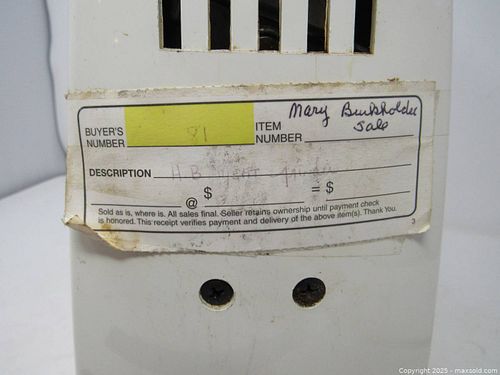 Mary Burkholder
BUYER'S NUMBER 81 ITEM NUMBER Sale
DESCRIPTION H.B.
@ $ = $
Sold as is, where is. All sales final. Seller retains ownership until payment check
is honored. This receipt verifies payment and delivery of the above item(s). Thank You.
3
Copyright 2025 - maxsold.com